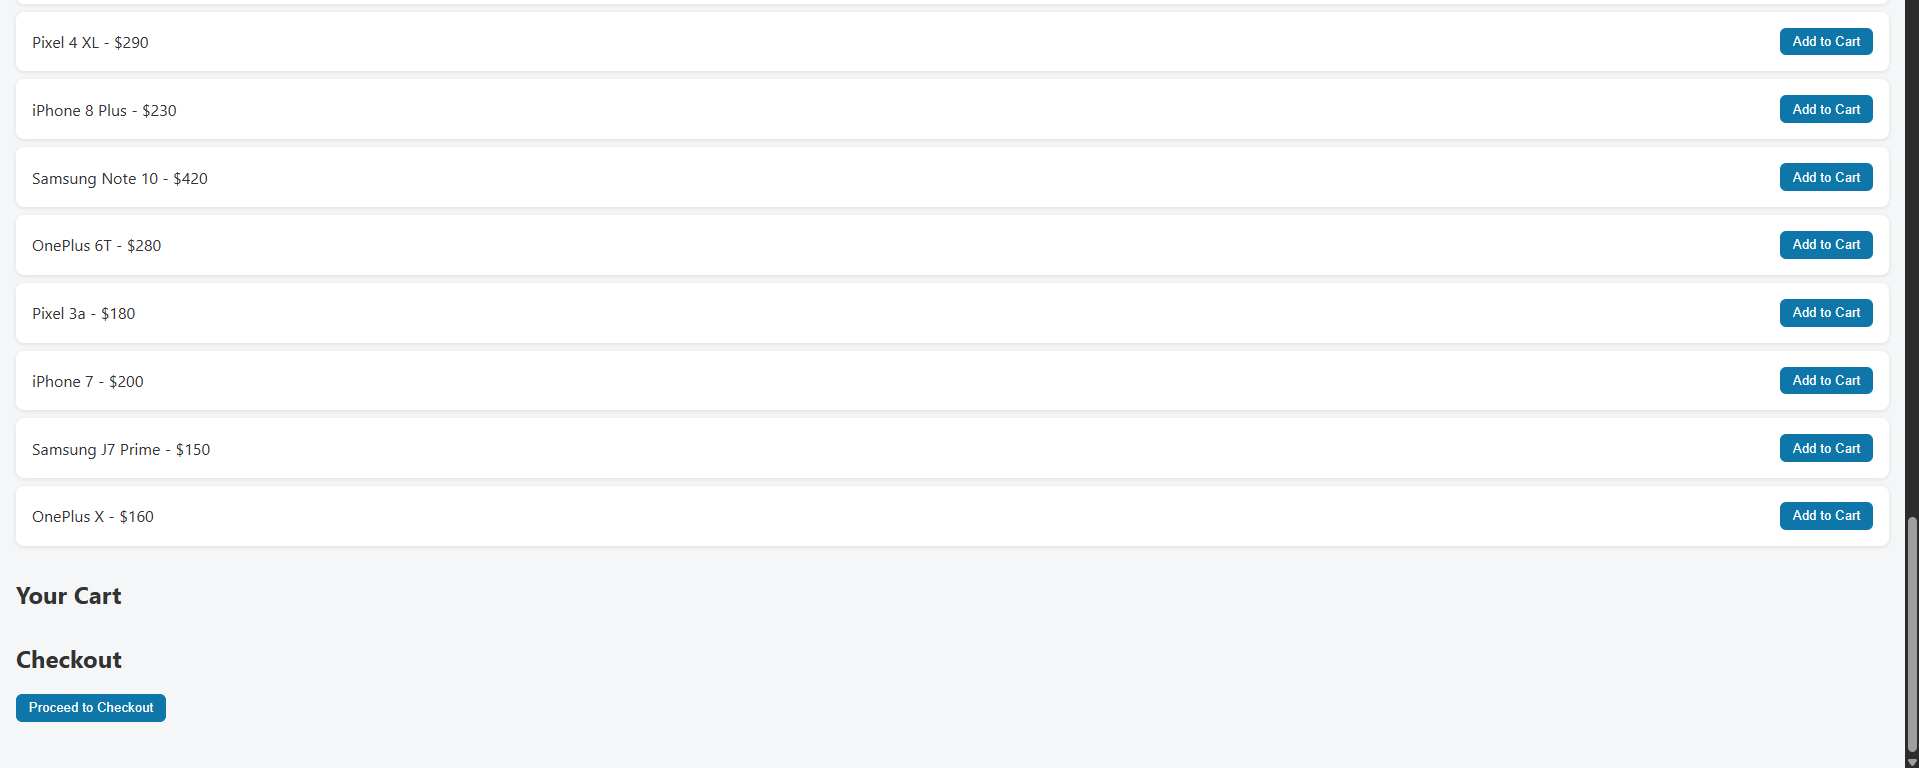 Pixel 4 XL - $290
Add to Cart
iPhone 8 Plus - $230
Add to Cart
Samsung Note 10 - $420
Add to Cart
OnePlus 6T - $280
Add to Cart
Pixel 3a - $180
Add to Cart
iPhone 7 - $200
Add to Cart
Samsung J7 Prime - $150
Add to Cart
OnePlus X - $160
Add to Cart
Your Cart
Checkout
Proceed to Checkout